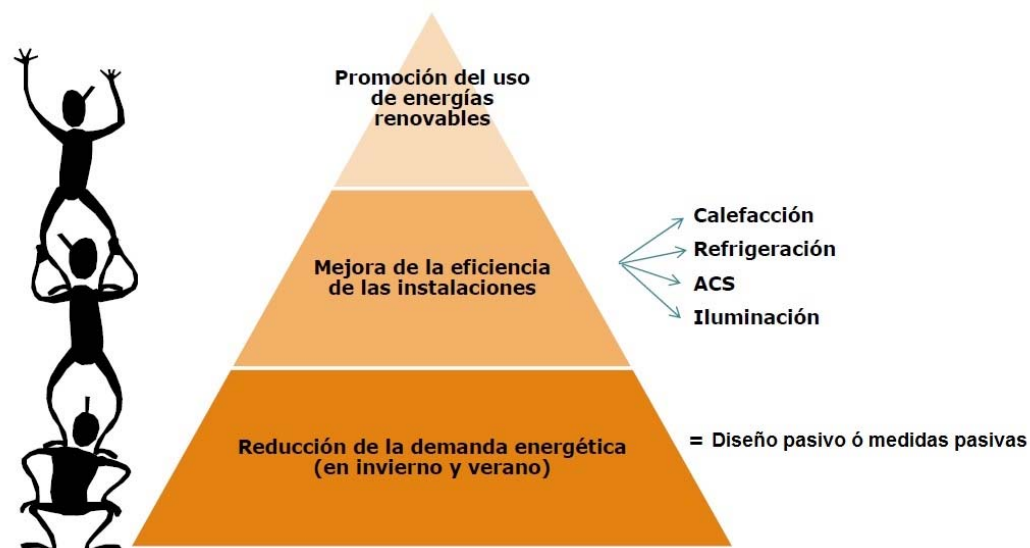 Promoción del uso
de energías
renovables
Mejora de la eficiencia
de las instalaciones
Calefacción
Refrigeración
ACS
Iluminación
Reducción de la demanda energética
(en invierno y verano)
= Diseño pasivo ó medidas pasivas